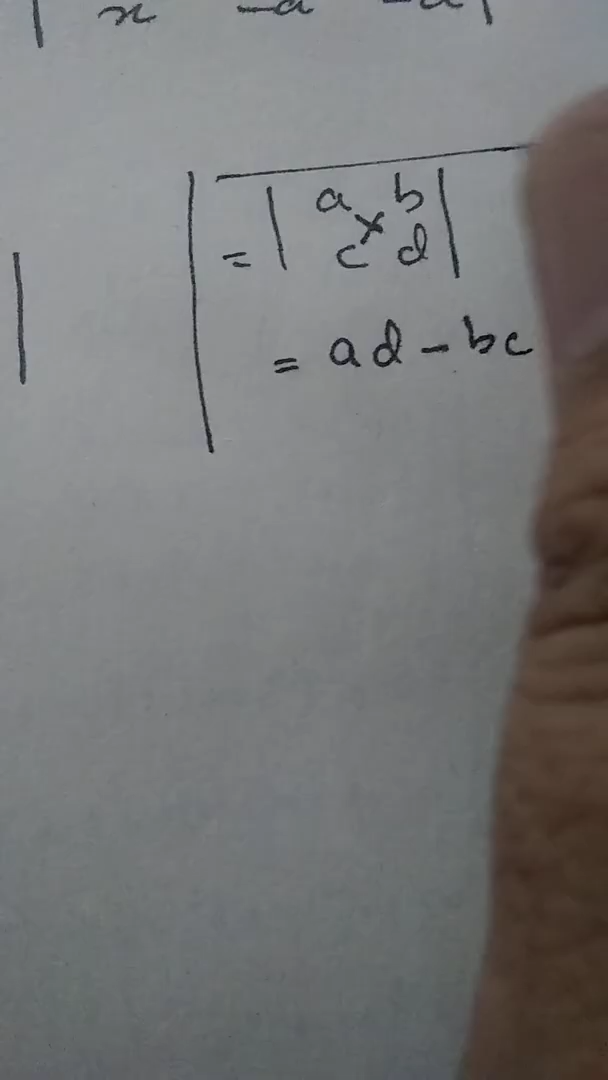 | x -a -a|
= | a b |
c d |
= ad - bc